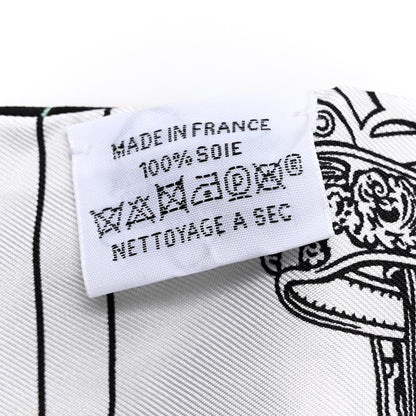 MADE IN FRANCE
100% SOIE
P
NETTOYAGE A SEC